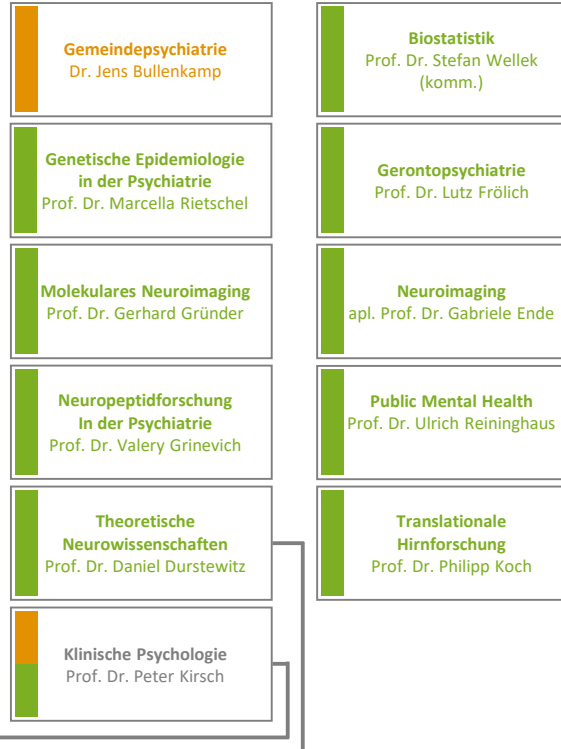 Gemeindepsychiatrie
Dr. Jens Bullenkamp
Biostatistik
Prof. Dr. Stefan Wellek
(komm.)
Genetische Epidemiologie
in der Psychiatrie
Prof. Dr. Marcella Rietschel
Gerontopsychiatrie
Prof. Dr. Lutz Frölich
Molekulares Neuroimaging
Prof. Dr. Gerhard Gründer
Neuroimaging
apl. Prof. Dr. Gabriele Ende
Neuropeptidforschung
In der Psychiatrie
Prof. Dr. Valery Grinevich
Public Mental Health
Prof. Dr. Ulrich Reininghaus
Theoretische
Neurowissenschaften
Prof. Dr. Daniel Durstewitz
Translationale
Hirnforschung
Prof. Dr. Philipp Koch
Klinische Psychologie
Prof. Dr. Peter Kirsch